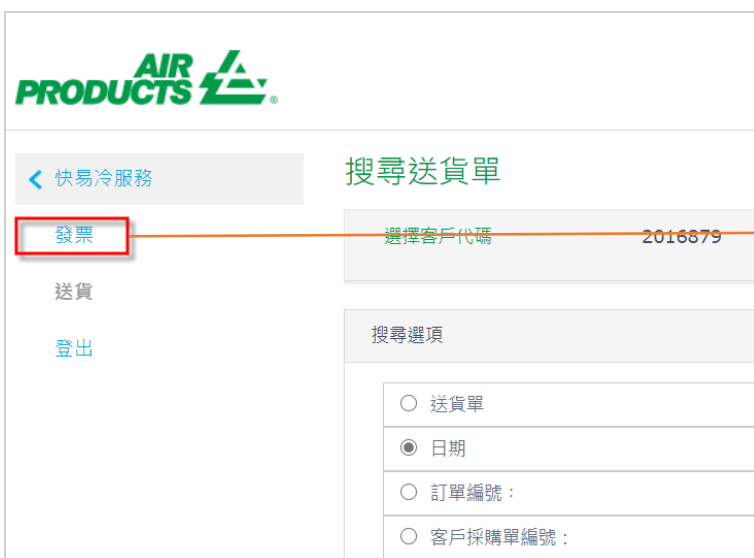 AIR
PRODUCTS
快易冷服務
發票
送貨
登出
搜尋送貨單
選擇客戶代碼 2016879
搜尋選項
送貨單
日期
訂單編號：
客戶採購單編號：